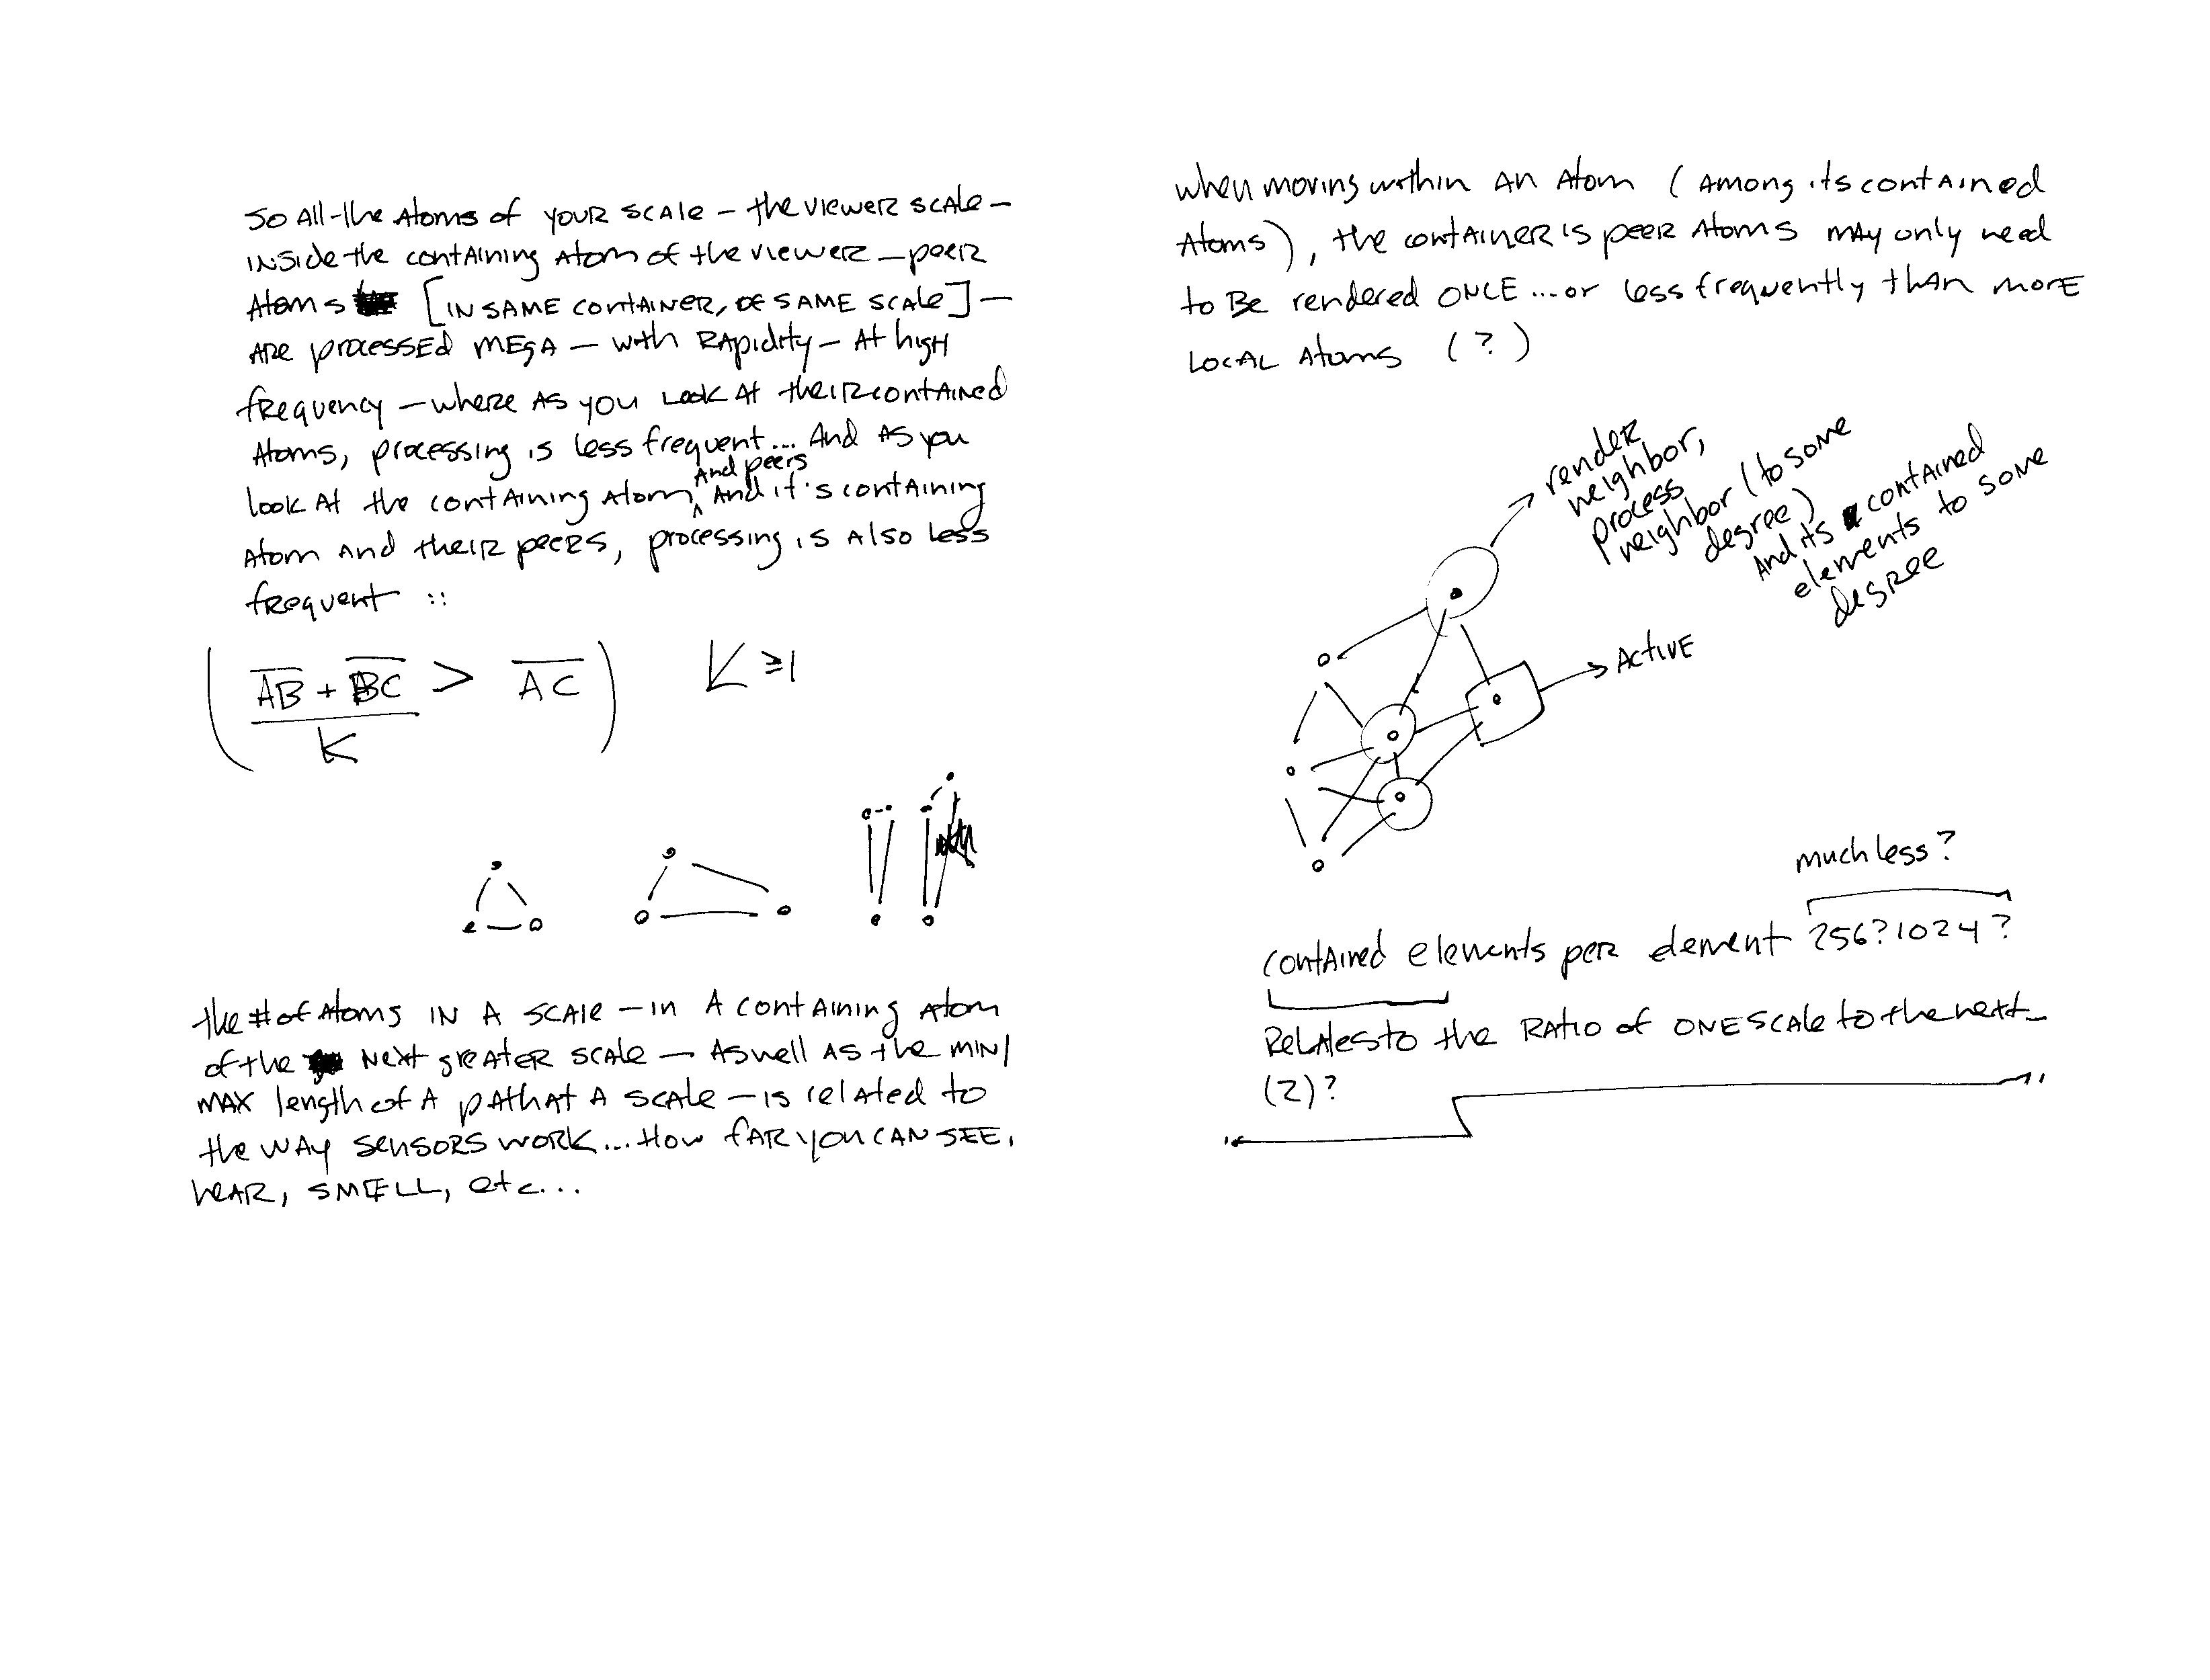 So All the Atoms of your scale – the viewer scale –
inside the containing Atom of the viewer – peer
Atoms [in same container, of same scale] –
are processed mega – with rapidity – At high
frequency – where as you look at their contained
Atoms, processing is less frequent... And as you
And peers
look at the containing Atom, And it's containing
Atom and their peers, processing is also less
frequent ::
( AB + BC > AC ) K ≥ 1
K
the # of Atoms in a scale – in a containing atom
of the next greater scale – as well as the min/
max length of a path at a scale – is related to
the way sensors work... How far you can see,
hear, smell, etc...
when moving within an Atom (among its contained
Atoms), the container's peer Atoms may only need
to be rendered once... or less frequently than more
local Atoms (?)
render
neighbor,
process
neighbor (to some
degree)
And its contained
elements to some
degree
Active
much less?
contained elements per element 256? 1024?
Relates to the ratio of one scale to the next
(2)?